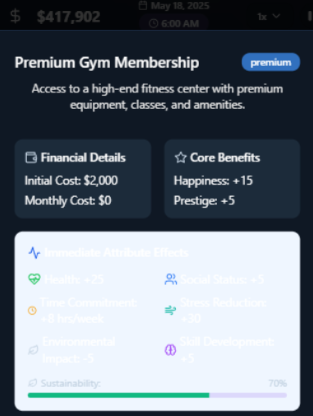 $417,902
May 18, 2025
6:00 AM
1x
Premium Gym Membership
premium
Access to a high-end fitness center with premium
equipment, classes, and amenities.
Financial Details
Initial Cost: $2,000
Monthly Cost: $0
Core Benefits
Happiness: +15
Prestige: +5
Immediate Attribute Effects
Health: +25
Social Status: +5
Time Commitment:
+8 hrs/week
Stress Reduction:
+30
Environmental
Impact: -5
Skill Development:
+5
Sustainability:
70%